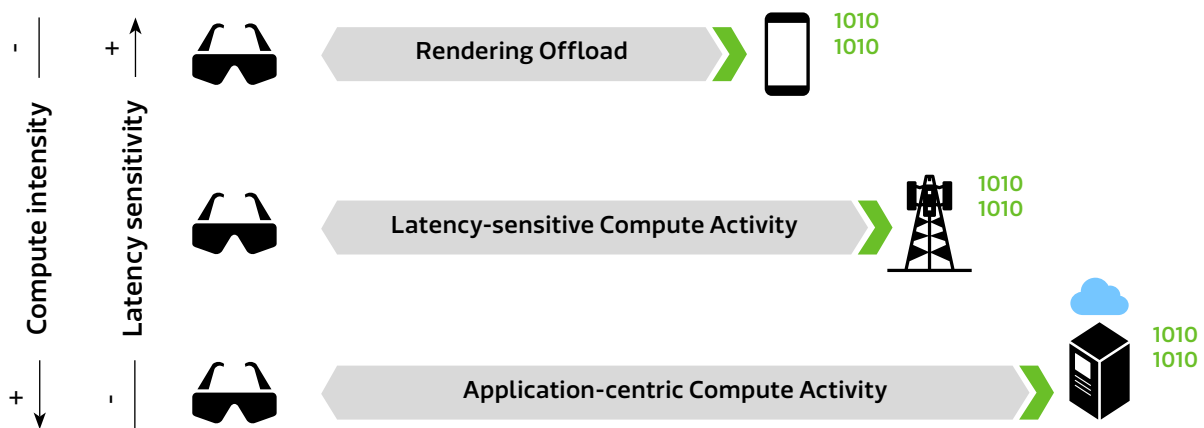 -
+
1010
1010
Rendering Offload
Compute intensity
Latency sensitivity
1010
1010
Latency-sensitive Compute Activity
1010
1010
Application-centric Compute Activity
+
-